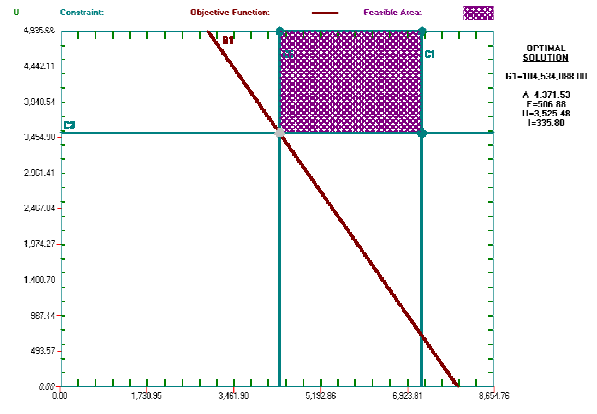 U Constraint: Objective Function: Feasible Area:
4,935.68
B1
C1
4,442.11
3,948.54
C3
3,454.98
2,961.41
2,467.84
1,974.27
1,480.70
987.14
493.57
0.00
0.00 1,730.95 3,461.90 5,192.86 6,923.81 8,654.76
OPTIMAL
SOLUTION
A 4,371.53
E=506.88
U=3,525.48
I=335.80